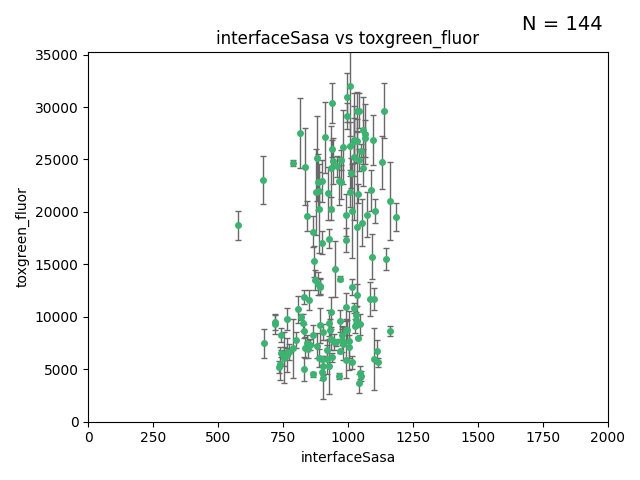 N = 144
interfaceSasa vs toxgreen_fluor
35000
30000
25000
20000
15000
10000
5000
0
toxgreen_fluor
0 250 500 750 1000 1250 1500 1750 2000
interfaceSasa